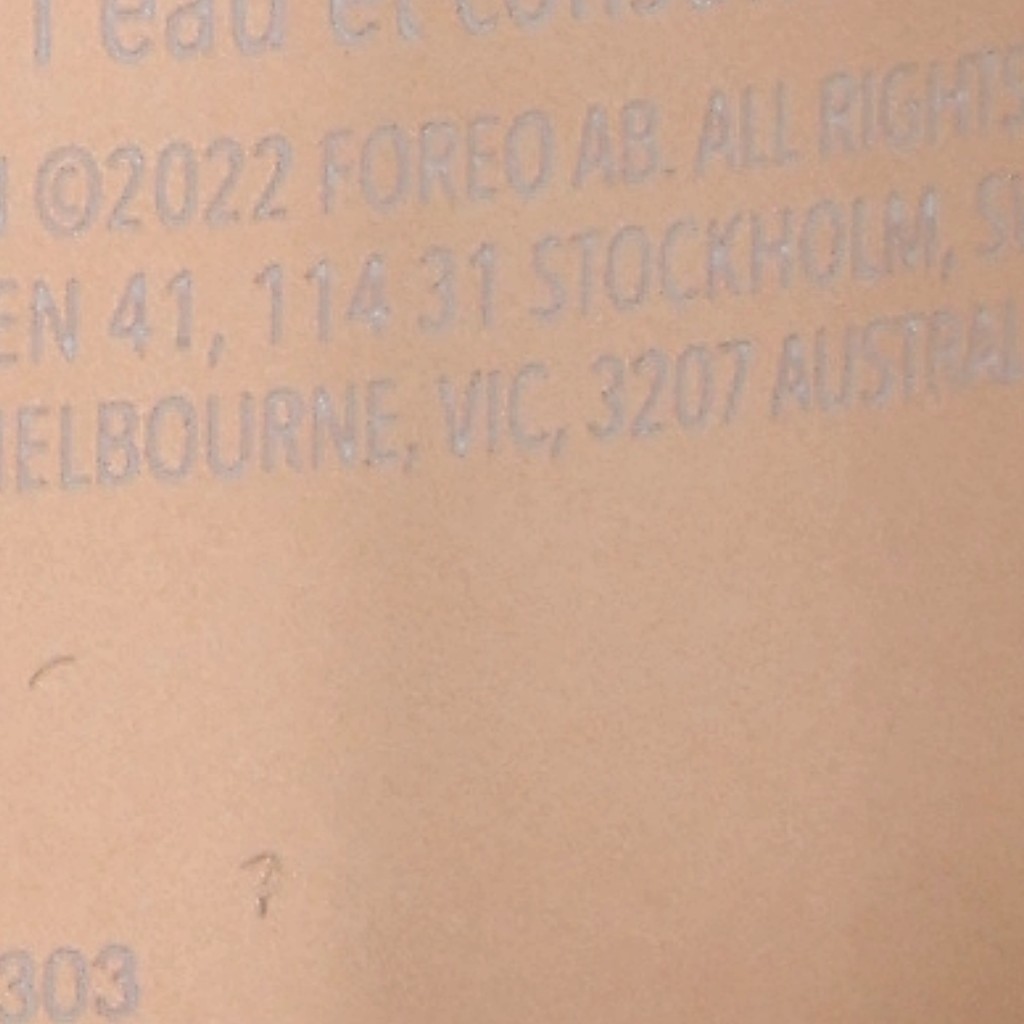 l'eau et
©2022 FOREO AB. ALL RIGHTS
EN 41, 114 31 STOCKHOLM,
MELBOURNE, VIC, 3207 AUSTRAL
303